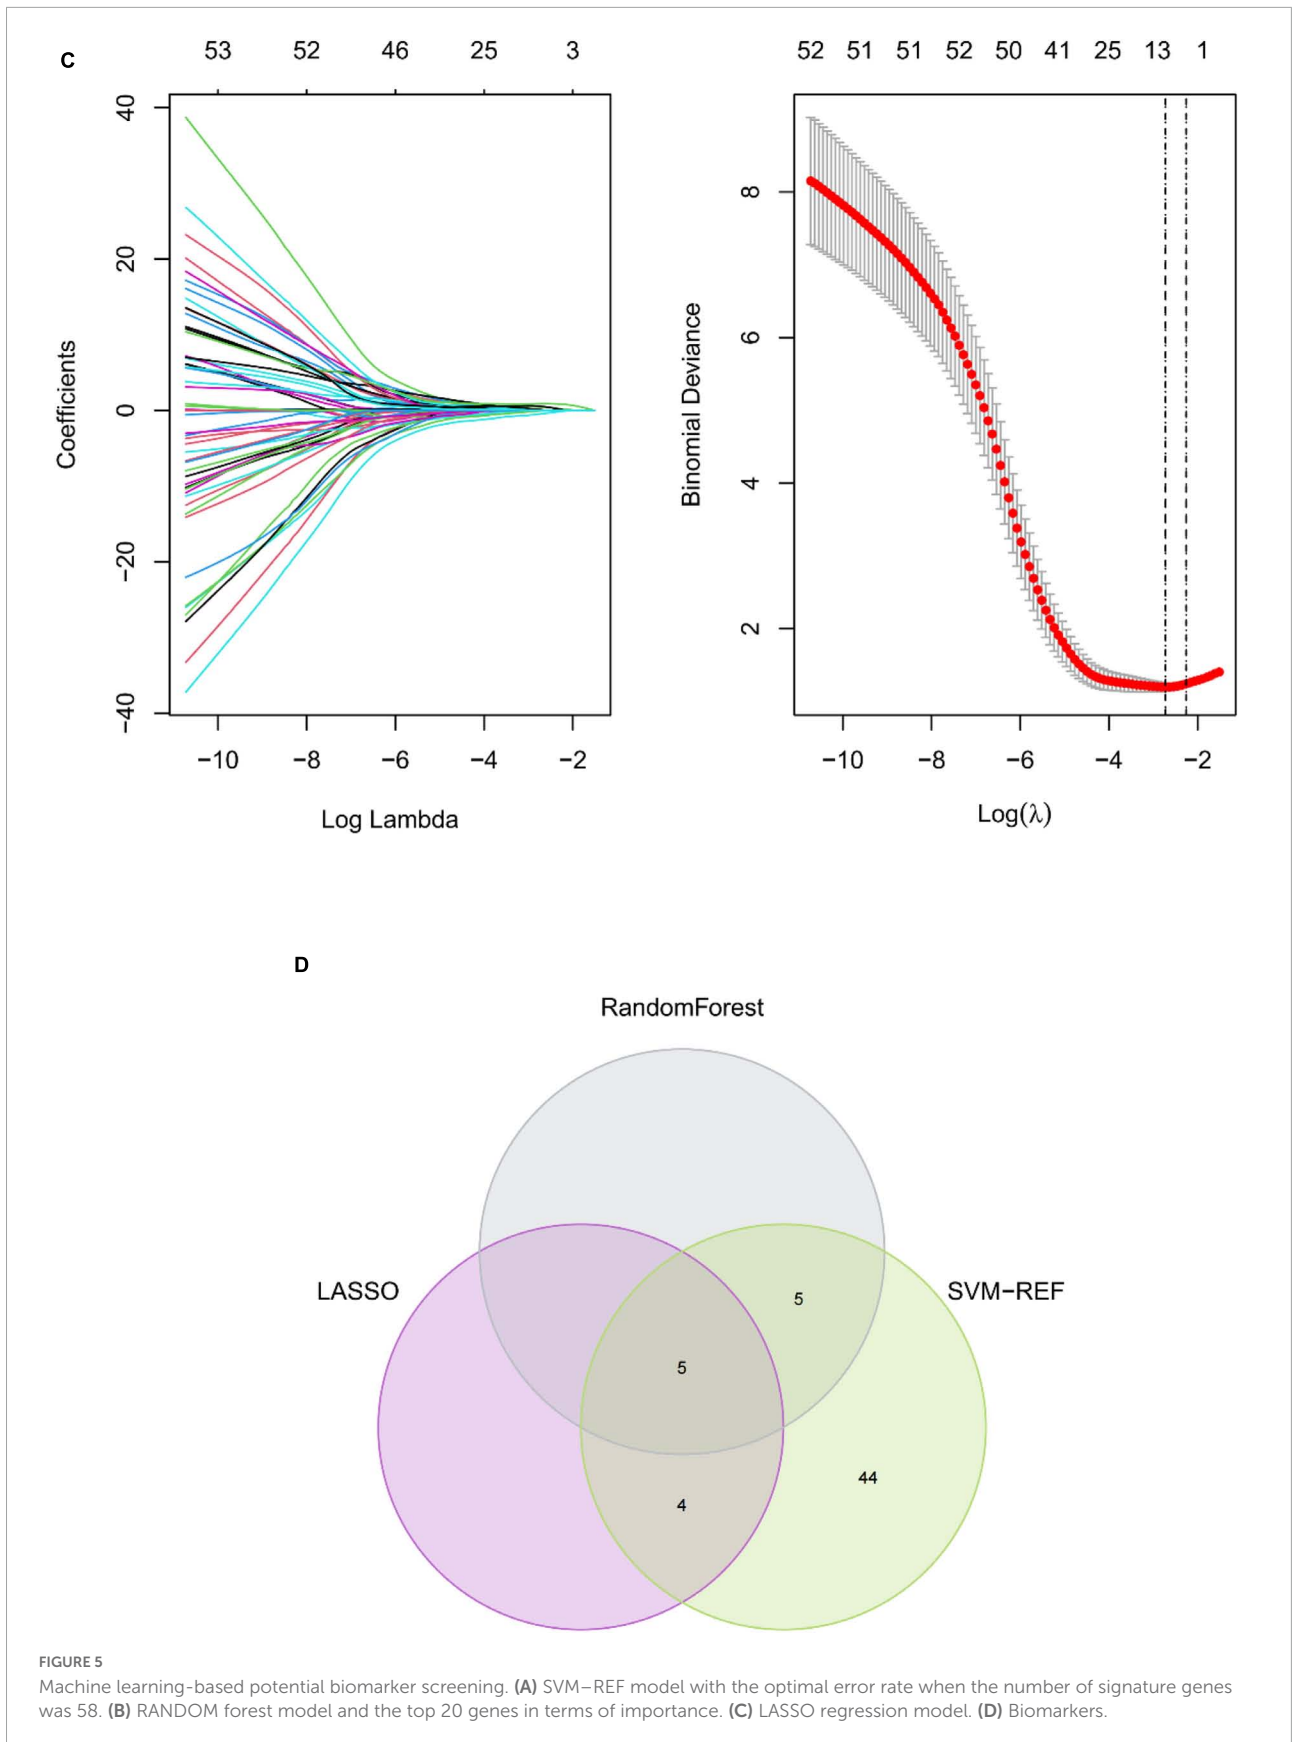 C
53 52 46 25 3
40
20
0
−20
−40
Coefficients
−10 −8 −6 −4 −2
Log Lambda
52 51 51 52 50 41 25 13 1
8
6
4
2
Binomial Deviance
−10 −8 −6 −4 −2
Log(λ)
D
RandomForest
LASSO
SVM−REF
5
5
44
4
FIGURE 5
Machine learning-based potential biomarker screening. (A) SVM–REF model with the optimal error rate when the number of signature genes
was 58. (B) RANDOM forest model and the top 20 genes in terms of importance. (C) LASSO regression model. (D) Biomarkers.